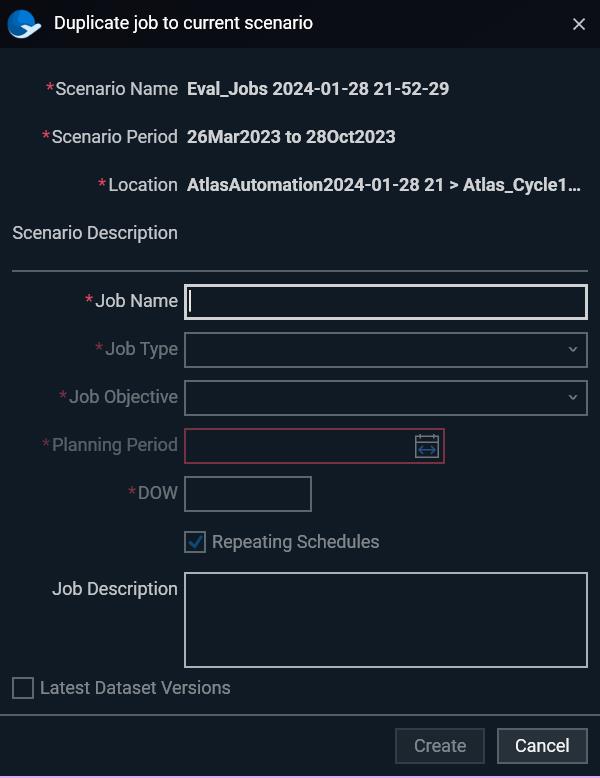 Duplicate job to current scenario
*Scenario Name Eval_Jobs 2024-01-28 21-52-29
*Scenario Period 26Mar2023 to 28Oct2023
*Location AtlasAutomation2024-01-28 21 > Atlas_Cycle1...
Scenario Description
*Job Name
*Job Type
*Job Objective
*Planning Period
*DOW
Repeating Schedules
Job Description
Latest Dataset Versions
Create Cancel